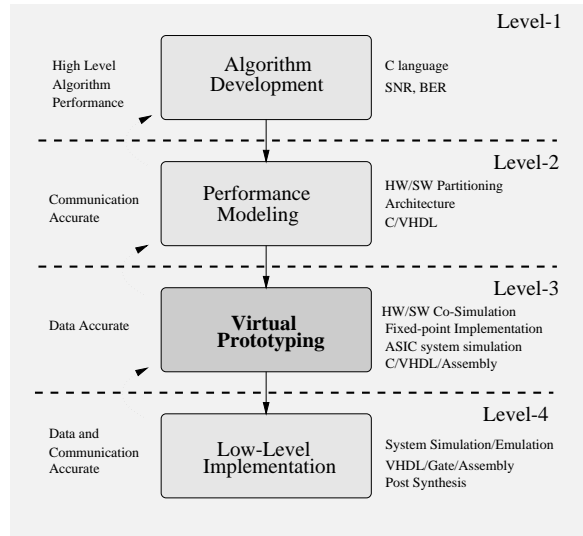 Level-1
High Level
Algorithm
Performance
Algorithm
Development
C language
SNR, BER
Level-2
Communication
Accurate
Performance
Modeling
HW/SW Partitioning
Architecture
C/VHDL
Level-3
Data Accurate
Virtual
Prototyping
HW/SW Co-Simulation
Fixed-point Implementation
ASIC system simulation
C/VHDL/Assembly
Level-4
Data and
Communication
Accurate
Low-Level
Implementation
System Simulation/Emulation
VHDL/Gate/Assembly
Post Synthesis